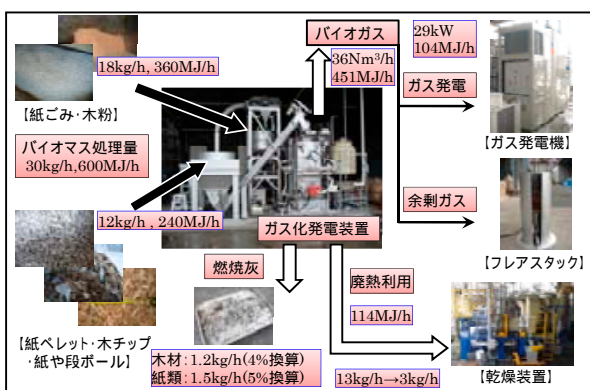 バイオガス
29kW
104MJ/h
18kg/h, 360MJ/h
36Nm³/h
451MJ/h
ガス発電
【紙ごみ・木粉】
【ガス発電機】
バイオマス処理量
30kg/h,600MJ/h
余剰ガス
12kg/h , 240MJ/h
ガス化発電装置
【フレアスタック】
燃焼灰
廃熱利用
114MJ/h
【紙ペレット・木チップ
・紙や段ボール】
木材：1.2kg/h(4%換算)
紙類：1.5kg/h(5%換算)
13kg/h→3kg/h
【乾燥装置】